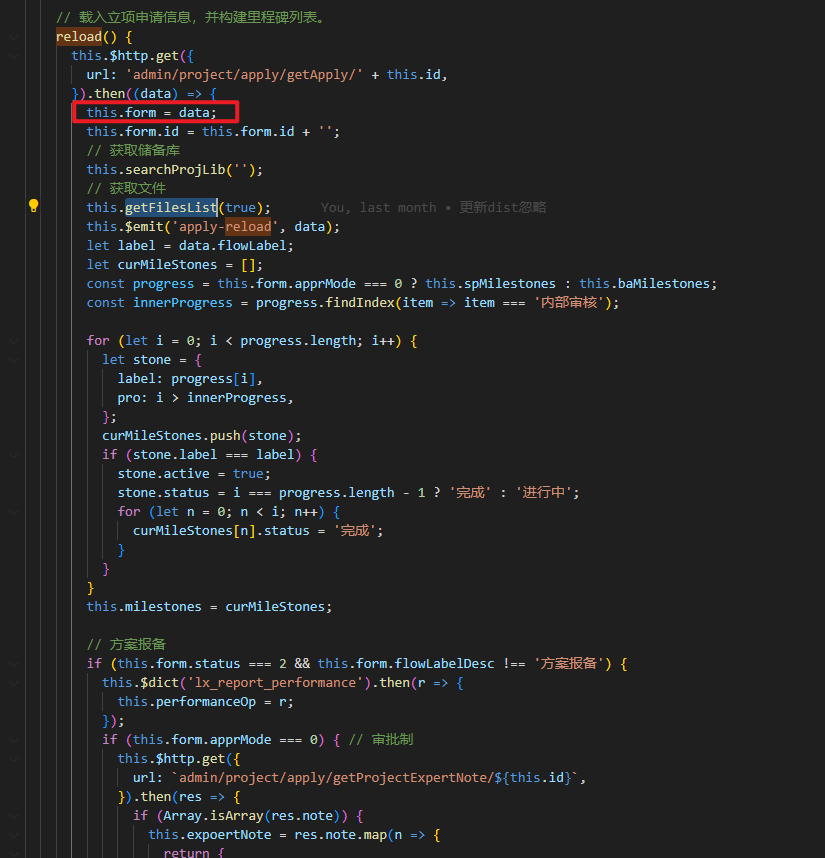 // 载入立项申请信息，并构建里程碑列表。
reload() {
this.$http.get({
url: 'admin/project/apply/getApply/' + this.id,
}).then((data) => {
this.form = data;
this.form.id = this.form.id + '';
// 获取储备库
this.searchProjLib('');
// 获取文件
this.getFilesList(true); You, last month • 更新dist忽略
this.$emit('apply-reload', data);
let label = data.flowLabel;
let curMileStones = [];
const progress = this.form.apprMode === 0 ? this.spMilestones : this.baMilestones;
const innerProgress = progress.findIndex(item => item === '内部审核');
for (let i = 0; i < progress.length; i++) {
let stone = {
label: progress[i],
pro: i > innerProgress,
};
curMileStones.push(stone);
if (stone.label === label) {
stone.active = true;
stone.status = i === progress.length - 1 ? '完成' : '进行中';
for (let n = 0; n < i; n++) {
curMileStones[n].status = '完成';
}
}
}
this.milestones = curMileStones;
// 方案报备
if (this.form.status === 2 && this.form.flowLabelDesc !== '方案报备') {
this.$dict('lx_report_performance').then(r => {
this.performanceOp = r;
});
if (this.form.apprMode === 0) { // 审批制
this.$http.get({
url: `admin/project/apply/getProjectExpertNote/${this.id}`,
}).then(res => {
if (Array.isArray(res.note)) {
this.expoertNote = res.note.map(n => {
return {